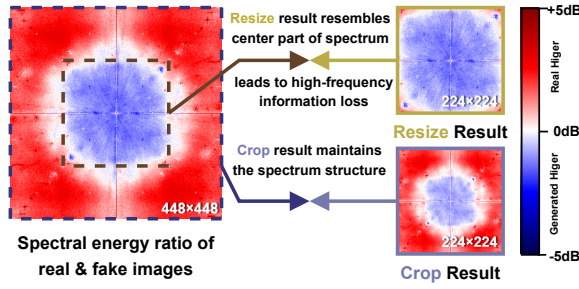 Resize result resembles
center part of spectrum
leads to high-frequency
information loss
Crop result maintains
the spectrum structure
448×448
Spectral energy ratio of
real & fake images
224×224
Resize Result
224×224
Crop Result
+5dB
Real Higer
0dB
Generated Higer
-5dB